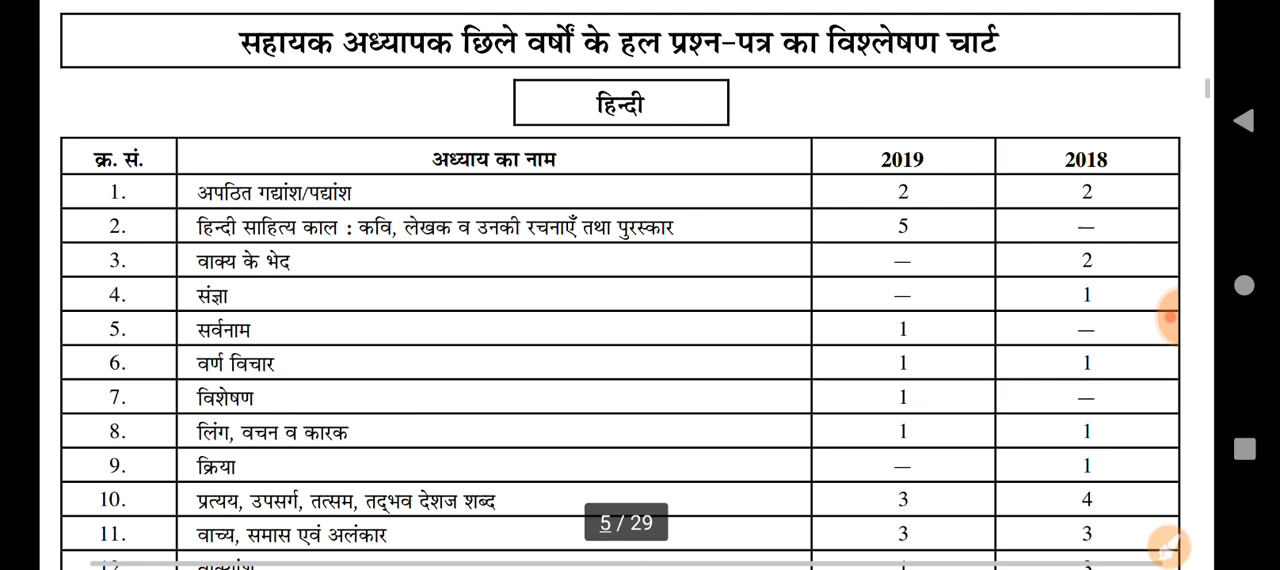 सहायक अध्यापक छिले वर्षों के हल प्रश्न-पत्र का विश्लेषण चार्ट
हिन्दी
क्र. सं. अध्याय का नाम 2019 2018
1. अपठित गद्यांश/पद्यांश 2 2
2. हिन्दी साहित्य काल : कवि, लेखक व उनकी रचनाएँ तथा पुरस्कार 5 —
3. वाक्य के भेद — 2
4. संज्ञा — 1
5. सर्वनाम 1 —
6. वर्ण विचार 1 1
7. विशेषण 1 —
8. लिंग, वचन व कारक 1 1
9. क्रिया — 1
10. प्रत्यय, उपसर्ग, तत्सम, तद्भव देशज शब्द 3 4
5 / 29
11. वाच्य, समास एवं अलंकार 3 3